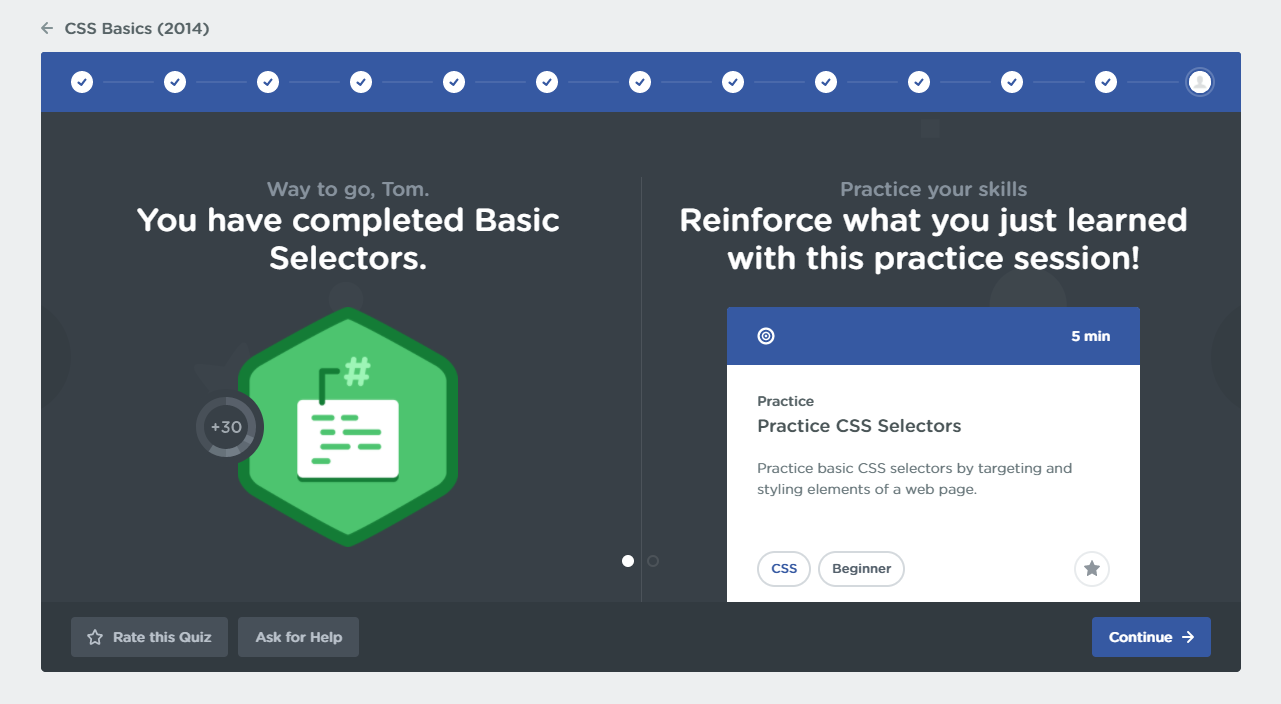 CSS Basics (2014)
Way to go, Tom.
You have completed Basic
Selectors.
+30
#
Practice your skills
Reinforce what you just learned
with this practice session!
5 min
Practice
Practice CSS Selectors
Practice basic CSS selectors by targeting and
styling elements of a web page.
CSS
Beginner
Rate this Quiz
Ask for Help
Continue